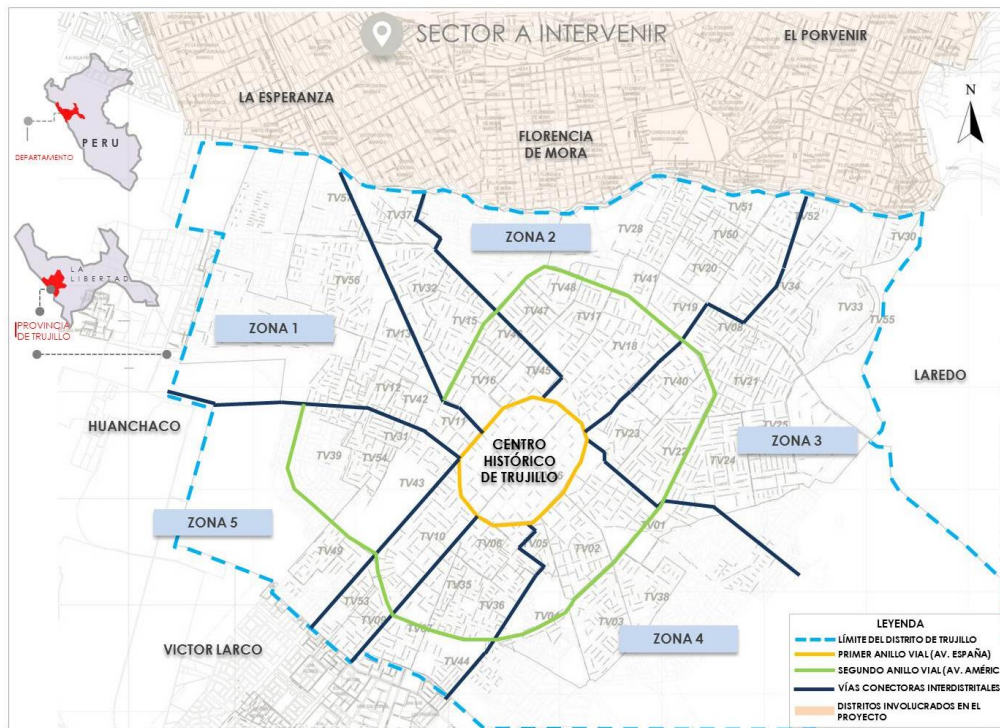 SECTOR A INTERVENIR
EL PORVENIR
LA ESPERANZA
N
FLORENCIA
DE MORA
PERU
DEPARTAMENTO
TV57
TV37
TV51
TV52
ZONA 2
TV28
TV50
TV30
LA
LIBERTAD
PROVINCIA
DE TRUJILLO
TV56
TV32
TV48
TV41
TV20
TV34
TV47
TV17
TV19
TV33
TV55
ZONA 1
TV13
TV15
TV46
TV18
TV08
TV45
TV16
TV40
TV21
LAREDO
TV12
TV42
TV11
HUANCHACO
TV31
TV23
TV25
ZONA 3
TV39
TV54
CENTRO
HISTÓRICO
DE TRUJILLO
TV22
TV24
TV43
ZONA 5
TV10
TV01
TV49
TV06
TV05
TV02
TV53
TV35
TV36
TV38
TV09
TV04
TV03
VICTOR LARCO
TV07
ZONA 4
TV44
LEYENDA
LÍMITE DEL DISTRITO DE TRUJILLO
PRIMER ANILLO VIAL (AV. ESPAÑA)
SEGUNDO ANILLO VIAL (AV. AMÉRIC
VÍAS CONECTORAS INTERDISTRITALES
DISTRITOS INVOLUCRADOS EN EL
PROYECTO